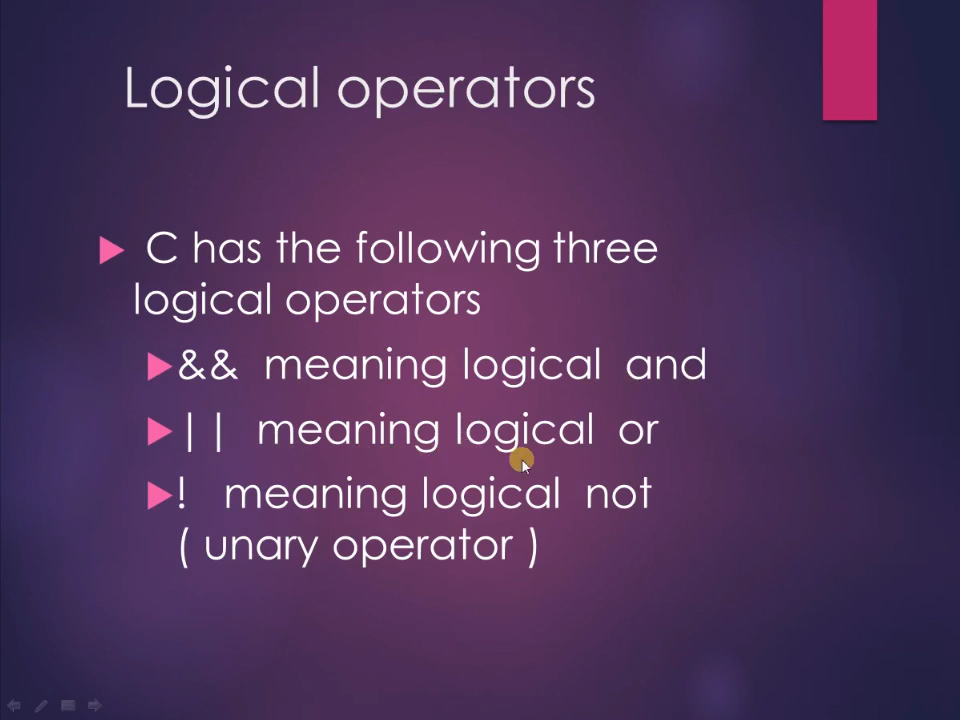 Logical operators
C has the following three
logical operators
&& meaning logical and
|| meaning logical or
! meaning logical not
( unary operator )